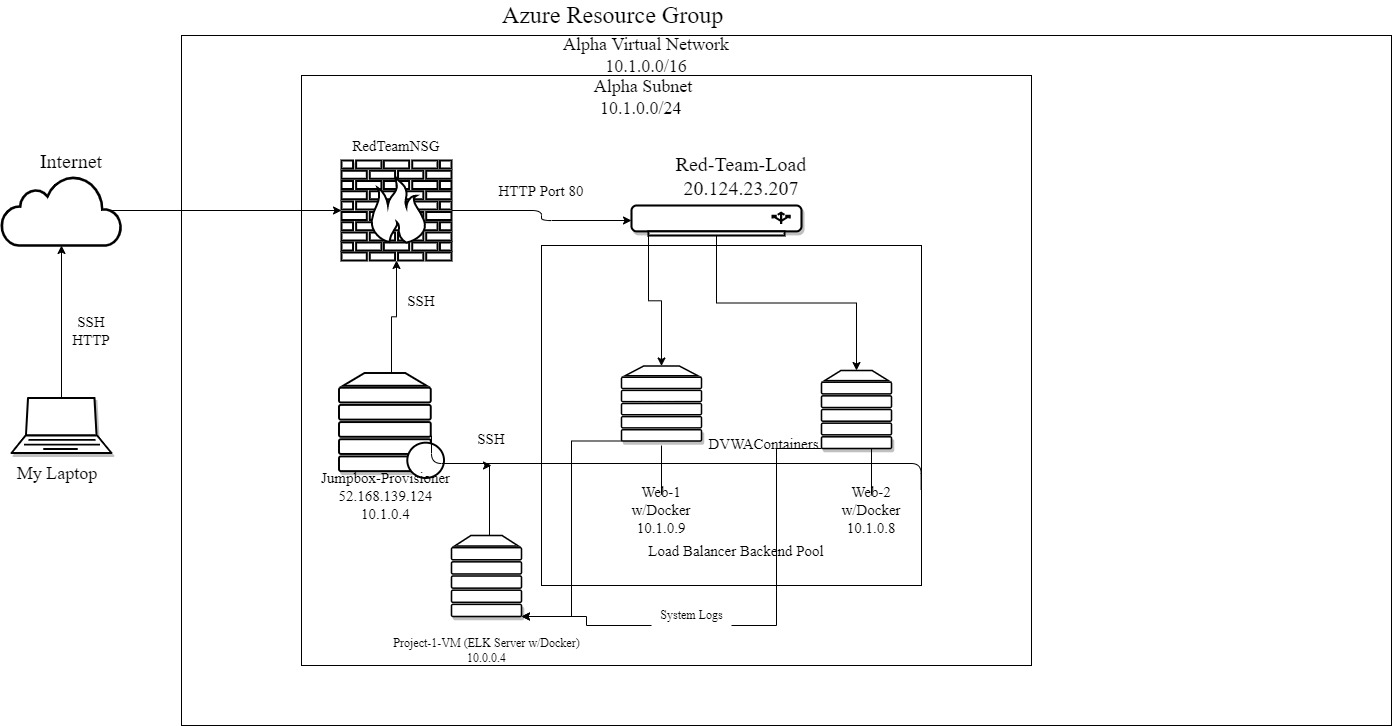 Azure Resource Group
Alpha Virtual Network
10.1.0.0/16
Alpha Subnet
10.1.0.0/24
RedTeamNSG
Internet
Red-Team-Load
20.124.23.207
HTTP Port 80
SSH
SSH
HTTP
SSH
DVWAContainers
My Laptop
Jumpbox-Provisioner
52.168.139.124
10.1.0.4
Web-1
w/Docker
10.1.0.9
Web-2
w/Docker
10.1.0.8
Load Balancer Backend Pool
System Logs
Project-1-VM (ELK Server w/Docker)
10.0.0.4